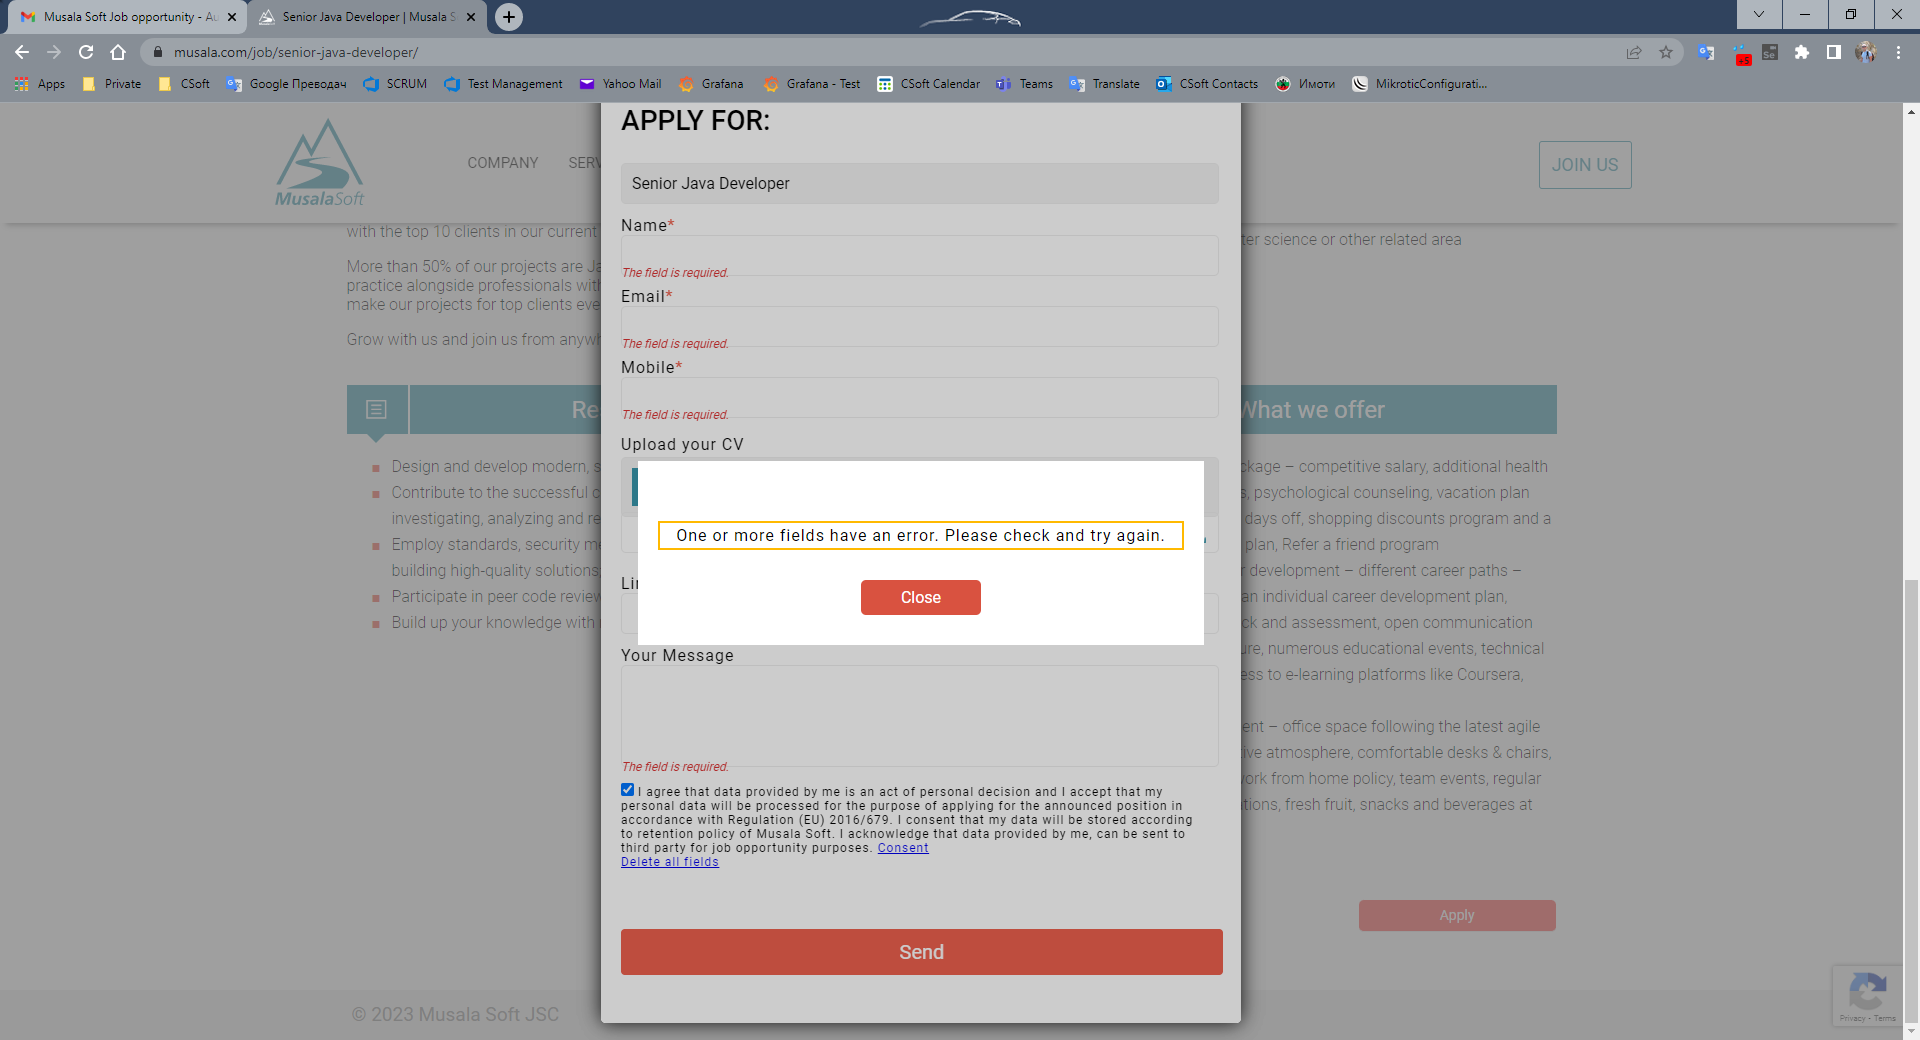 Musala Soft Job opportunity - Au
Senior Java Developer | Musala S
musala.com/job/senior-java-developer/
Apps
Private
CSoft
Google Преводач
SCRUM
Test Management
Yahoo Mail
Grafana
Grafana - Test
CSoft Calendar
Teams
Translate
CSoft Contacts
Имоти
MikroticConfigurati...
MusalaSoft
COMPANY
SERV
JOIN US
with the top 10 clients in our current
More than 50% of our projects are Ja
practice alongside professionals with
make our projects for top clients eve
Grow with us and join us from anywh
Re
Design and develop modern, s
Contribute to the successful c
investigating, analyzing and re
Employ standards, security me
building high-quality solutions,
Participate in peer code review
Build up your knowledge with
APPLY FOR:
Senior Java Developer
Name*
The field is required.
Email*
The field is required.
Mobile*
The field is required.
Upload your CV
One or more fields have an error. Please check and try again.
Close
Lin
Your Message
The field is required.
I agree that data provided by me is an act of personal decision and I accept that my
personal data will be processed for the purpose of applying for the announced position in
accordance with Regulation (EU) 2016/679. I consent that my data will be stored according
to retention policy of Musala Soft. I acknowledge that data provided by me, can be sent to
third party for job opportunity purposes. Consent
Delete all fields
Send
ter science or other related area
What we offer
ckage – competitive salary, additional health
s, psychological counseling, vacation plan
days off, shopping discounts program and a
plan, Refer a friend program
r development – different career paths –
an individual career development plan,
ck and assessment, open communication
ure, numerous educational events, technical
ess to e-learning platforms like Coursera,
ent – office space following the latest agile
ive atmosphere, comfortable desks & chairs,
work from home policy, team events, regular
tions, fresh fruit, snacks and beverages at
Apply
© 2023 Musala Soft JSC
Privacy - Terms